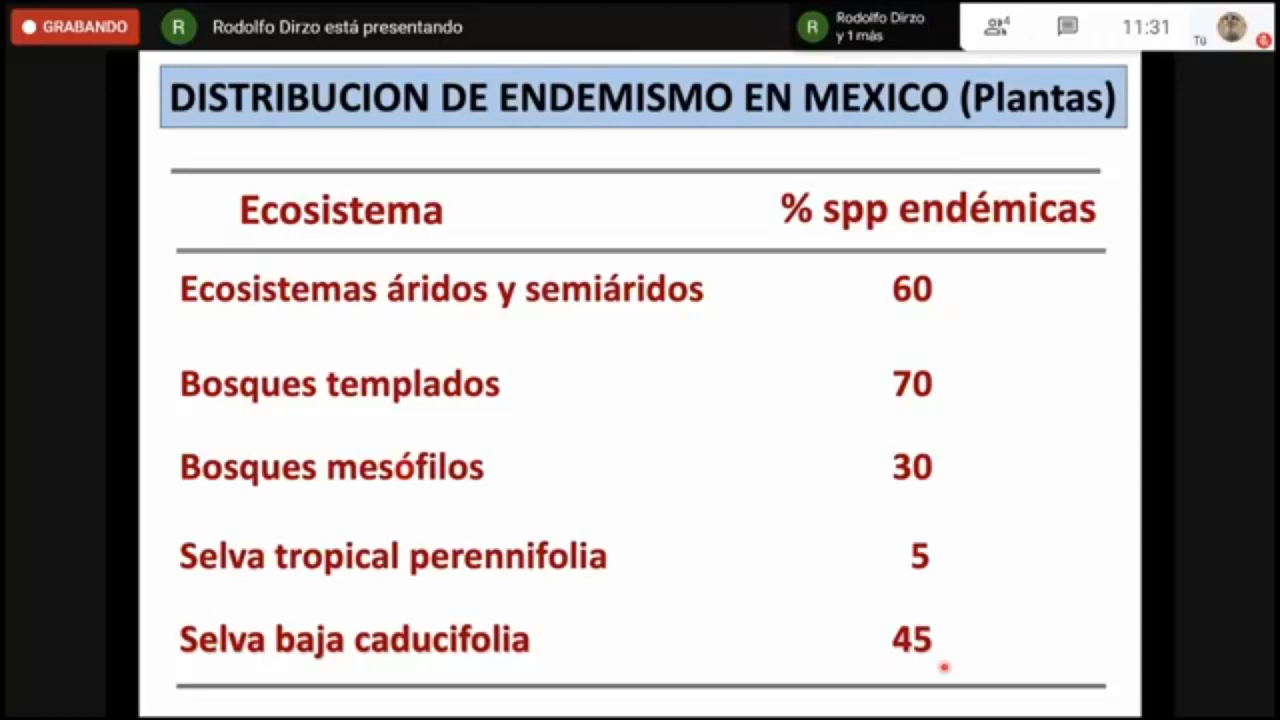 GRABANDO
R
Rodolfo Dirzo está presentando
R
Rodolfo Dirzo
y 1 más
4
11:31
Tú
DISTRIBUCION DE ENDEMISMO EN MEXICO (Plantas)
Ecosistema % spp endémicas
Ecosistemas áridos y semiáridos 60
Bosques templados 70
Bosques mesófilos 30
Selva tropical perennifolia 5
Selva baja caducifolia 45